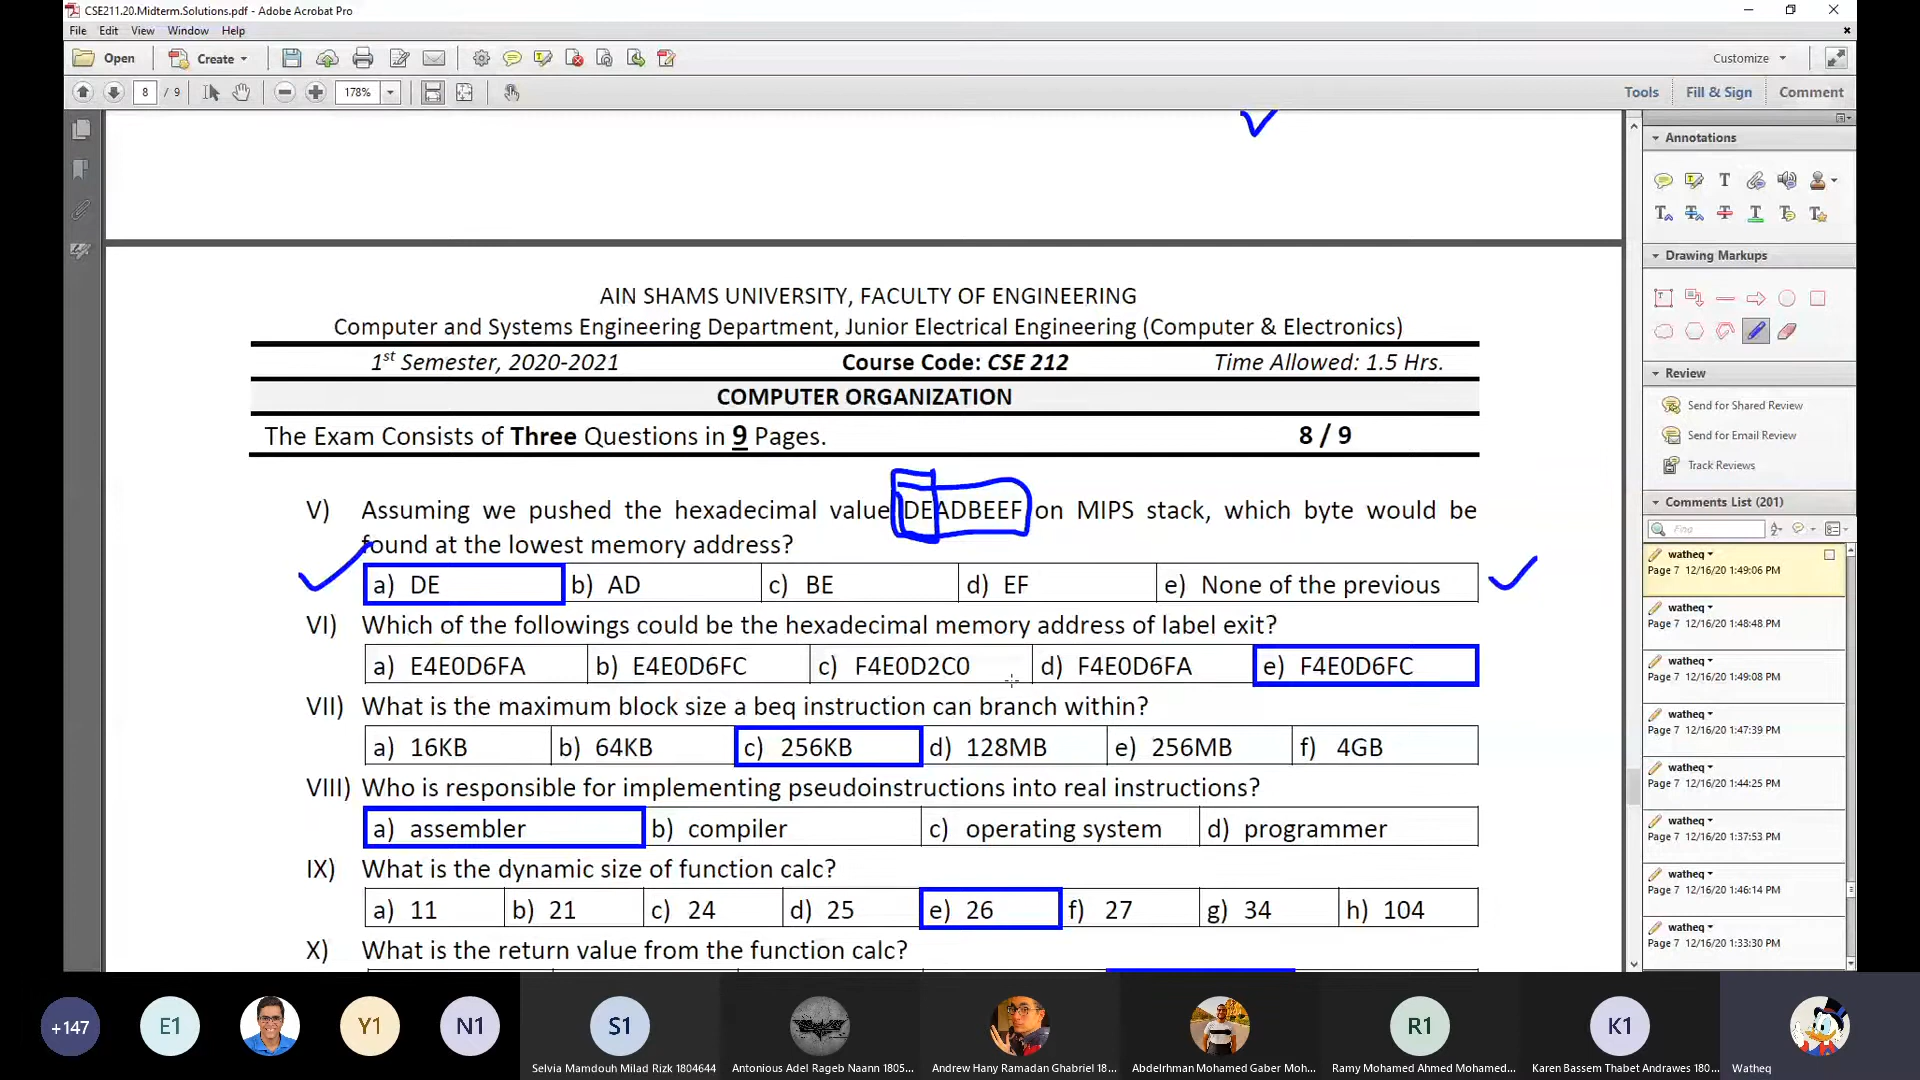 CSE211.20.Midterm.Solutions.pdf - Adobe Acrobat Pro
File Edit View Window Help
Open Create Customize
8 / 9 178% Tools Fill & Sign Comment
AIN SHAMS UNIVERSITY, FACULTY OF ENGINEERING
Computer and Systems Engineering Department, Junior Electrical Engineering (Computer & Electronics)
1st Semester, 2020-2021 Course Code: CSE 212 Time Allowed: 1.5 Hrs.
COMPUTER ORGANIZATION
The Exam Consists of Three Questions in 9 Pages. 8 / 9
V) Assuming we pushed the hexadecimal value DEADBEEF on MIPS stack, which byte would be
found at the lowest memory address?
a) DE b) AD c) BE d) EF e) None of the previous
VI) Which of the followings could be the hexadecimal memory address of label exit?
a) E4E0D6FA b) E4E0D6FC c) F4E0D2C0 d) F4E0D6FA e) F4E0D6FC
VII) What is the maximum block size a beq instruction can branch within?
a) 16KB b) 64KB c) 256KB d) 128MB e) 256MB f) 4GB
VIII) Who is responsible for implementing pseudoinstructions into real instructions?
a) assembler b) compiler c) operating system d) programmer
IX) What is the dynamic size of function calc?
a) 11 b) 21 c) 24 d) 25 e) 26 f) 27 g) 34 h) 104
X) What is the return value from the function calc?
Annotations
Drawing Markups
Review
Send for Shared Review
Send for Email Review
Track Reviews
Comments List (201)
Find
watheq
Page 7 12/16/20 1:49:06 PM
watheq
Page 7 12/16/20 1:48:48 PM
watheq
Page 7 12/16/20 1:49:08 PM
watheq
Page 7 12/16/20 1:47:39 PM
watheq
Page 7 12/16/20 1:44:25 PM
watheq
Page 7 12/16/20 1:37:53 PM
watheq
Page 7 12/16/20 1:46:14 PM
watheq
Page 7 12/16/20 1:33:30 PM
+147 E1 Y1 N1 S1 R1 K1
Selvia Mamdouh Milad Rizk 1804644 Antonious Adel Rageb Naann 1805... Andrew Hany Ramadan Ghabriel 18... Abdelrhman Mohamed Gaber Moh... Ramy Mohamed Ahmed Mohamed... Karen Bassem Thabet Andrawes 180... Watheq